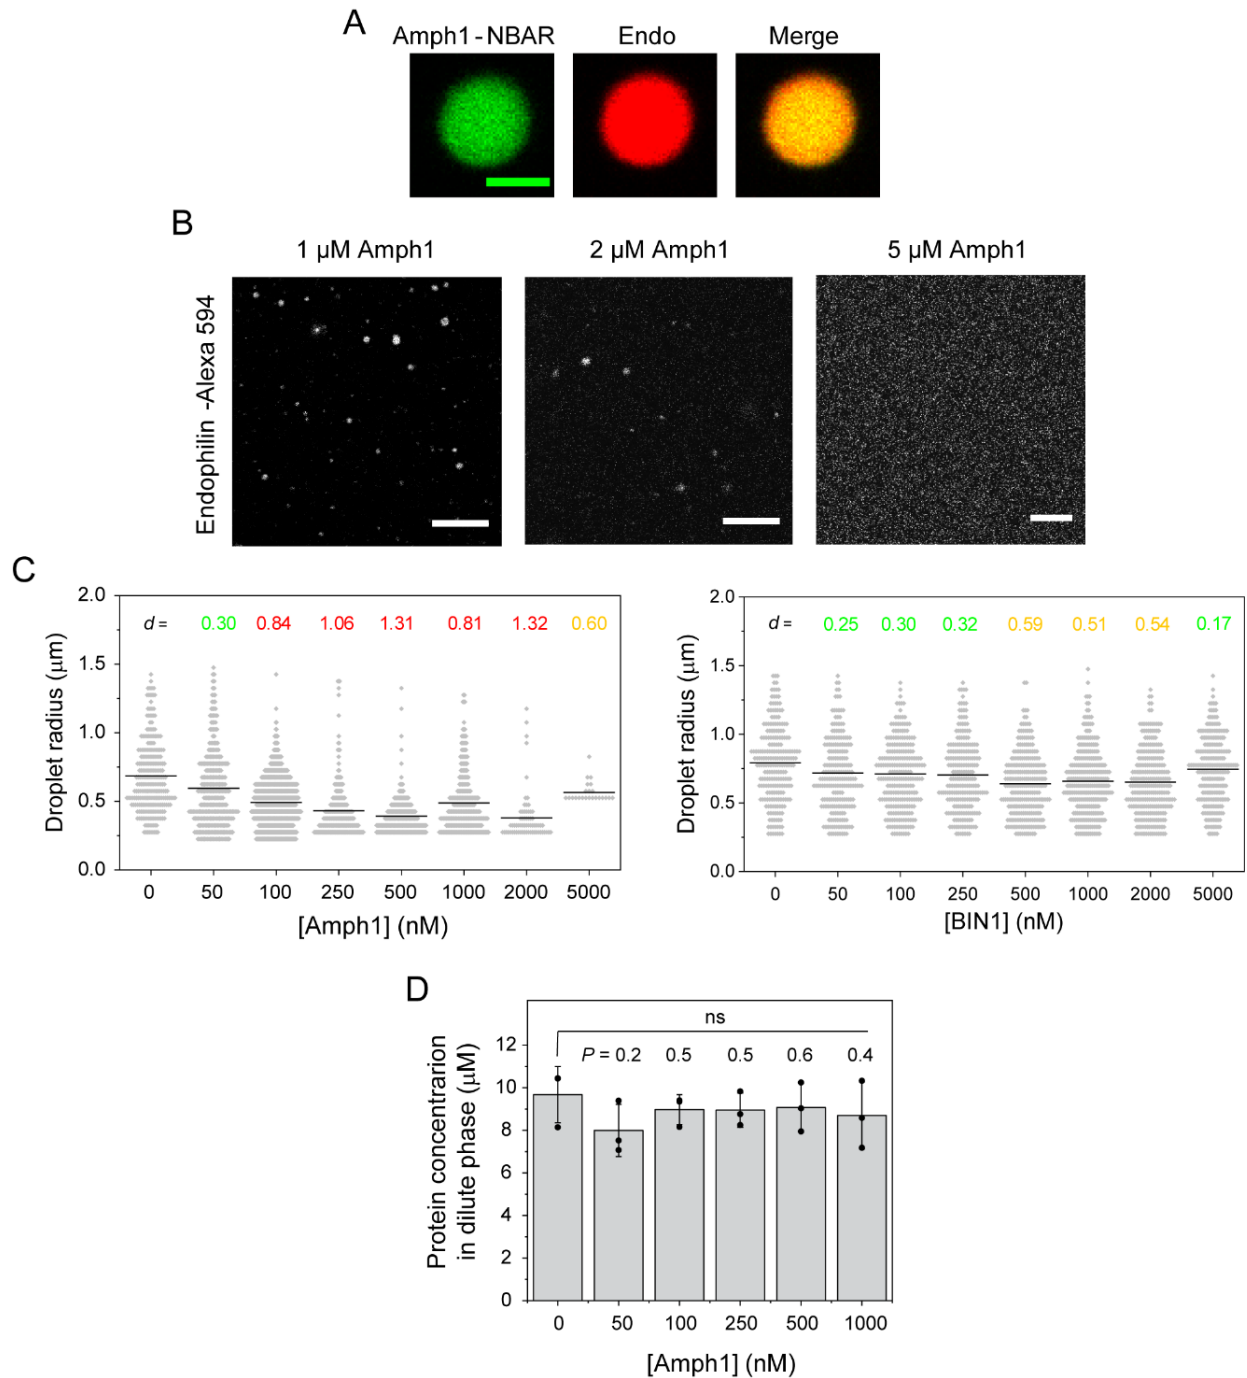 A
Amph1-NBAR Endo Merge
B
1 μM Amph1 2 μM Amph1 5 μM Amph1
Endophilin -Alexa 594
C
2.0
1.5
1.0
0.5
0.0
Droplet radius (μm)
d = 0.30 0.84 1.06 1.31 0.81 1.32 0.60
0 50 100 250 500 1000 2000 5000
[Amph1] (nM)
2.0
1.5
1.0
0.5
0.0
Droplet radius (μm)
d = 0.25 0.30 0.32 0.59 0.51 0.54 0.17
0 50 100 250 500 1000 2000 5000
[BIN1] (nM)
D
ns
P = 0.2 0.5 0.5 0.6 0.4
12
10
8
6
4
2
0
Protein concentrarion
in dilute phase (μM)
0 50 100 250 500 1000
[Amph1] (nM)